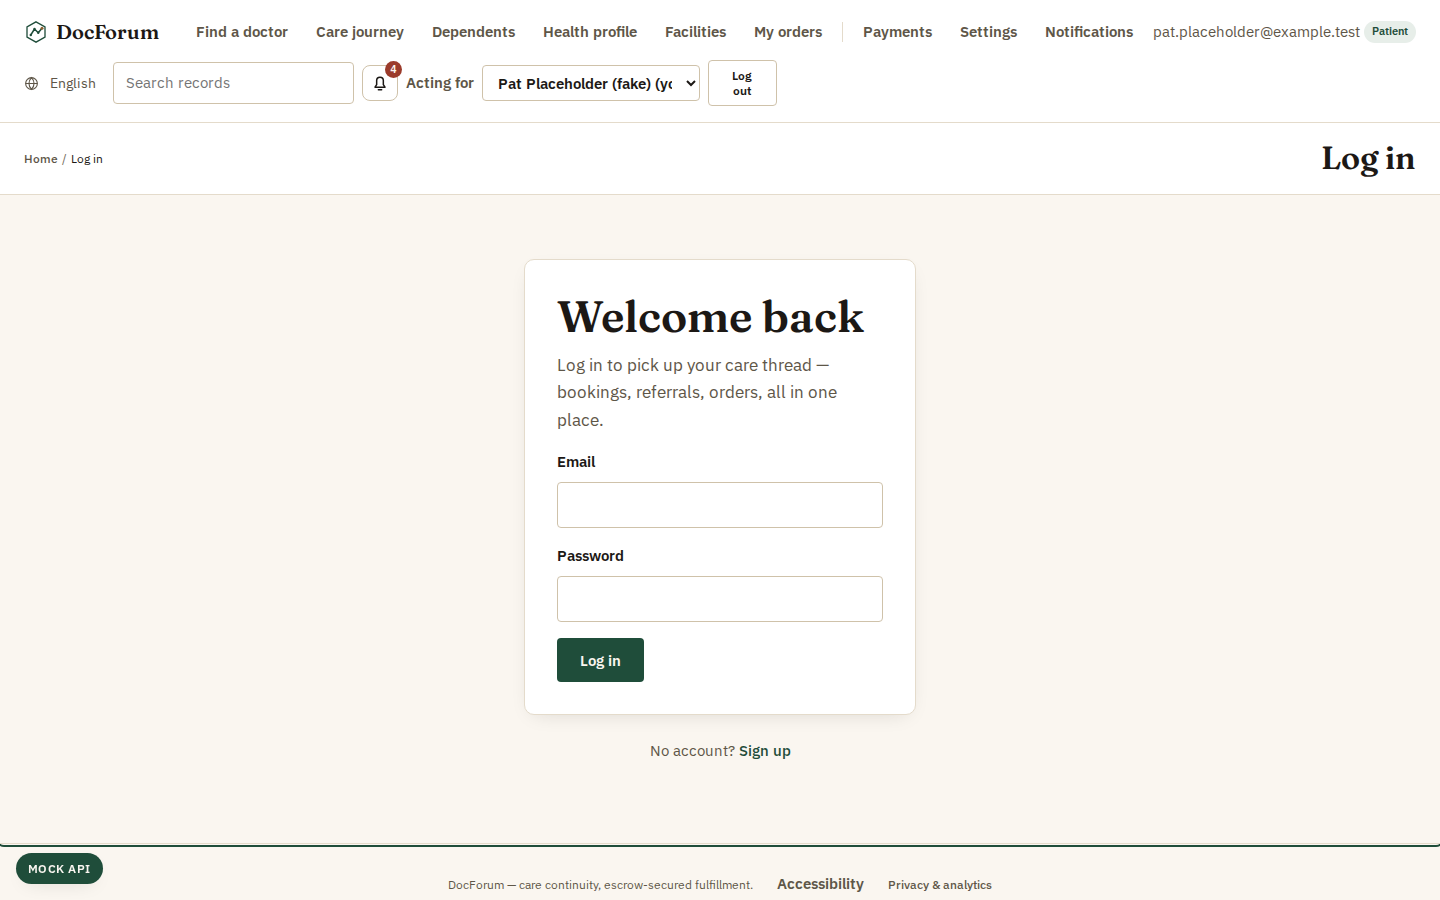 DocForum Find a doctor Care journey Dependents Health profile Facilities My orders Payments Settings Notifications pat.placeholder@example.test Patient
English Search records 4 Acting for Pat Placeholder (fake) (yo Log out
Home / Log in
Log in
Welcome back
Log in to pick up your care thread —
bookings, referrals, orders, all in one
place.
Email
Password
Log in
No account? Sign up
MOCK API
DocForum — care continuity, escrow-secured fulfillment. Accessibility Privacy & analytics